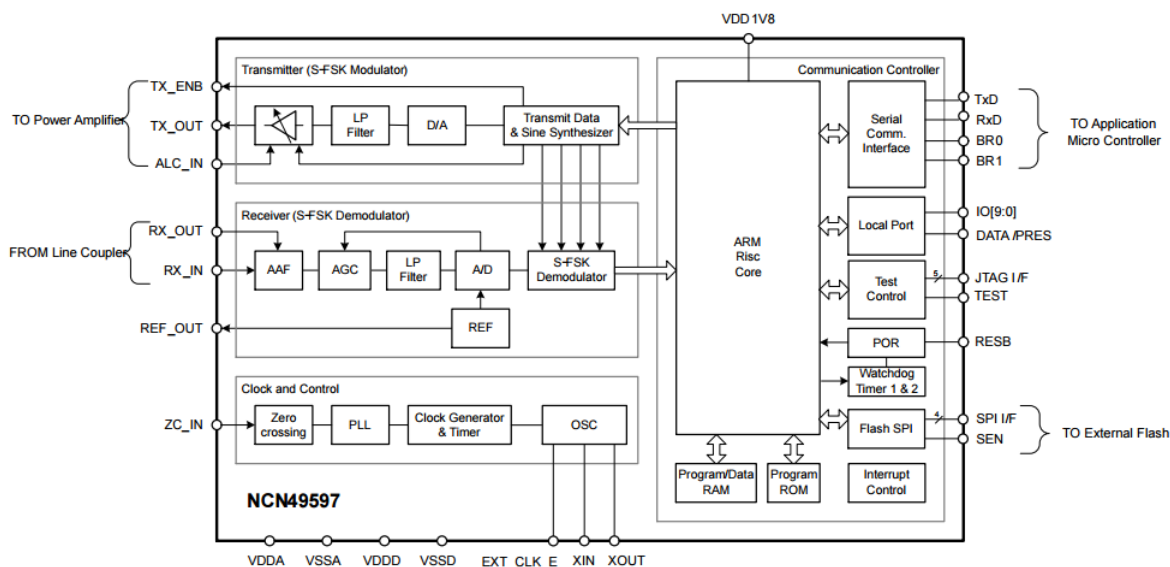 VDD 1V8
Transmitter (S-FSK Modulator)
Communication Controller
TX_ENB
TO Power Amplifier
TX_OUT
ALC_IN
LP
Filter
D/A
Transmit Data
& Sine Synthesizer
Serial
Comm.
Interface
TxD
RxD
BR0
BR1
TO Application
Micro Controller
Receiver (S-FSK Demodulator)
RX_OUT
FROM Line Coupler
RX_IN
REF_OUT
AAF
AGC
LP
Filter
A/D
S-FSK
Demodulator
REF
ARM
Risc
Core
Local Port
IO[9:0]
DATA /PRES
Test
Control
5
JTAG I /F
TEST
POR
RESB
Watchdog
Timer 1 & 2
Clock and Control
ZC_IN
Zero
crossing
PLL
Clock Generator
& Timer
OSC
Flash SPI
4
SPI I/F
SEN
TO External Flash
Program/Data
RAM
Program
ROM
Interrupt
Control
NCN49597
VDDA
VSSA
VDDD
VSSD
EXT_CLK_E
XIN
XOUT